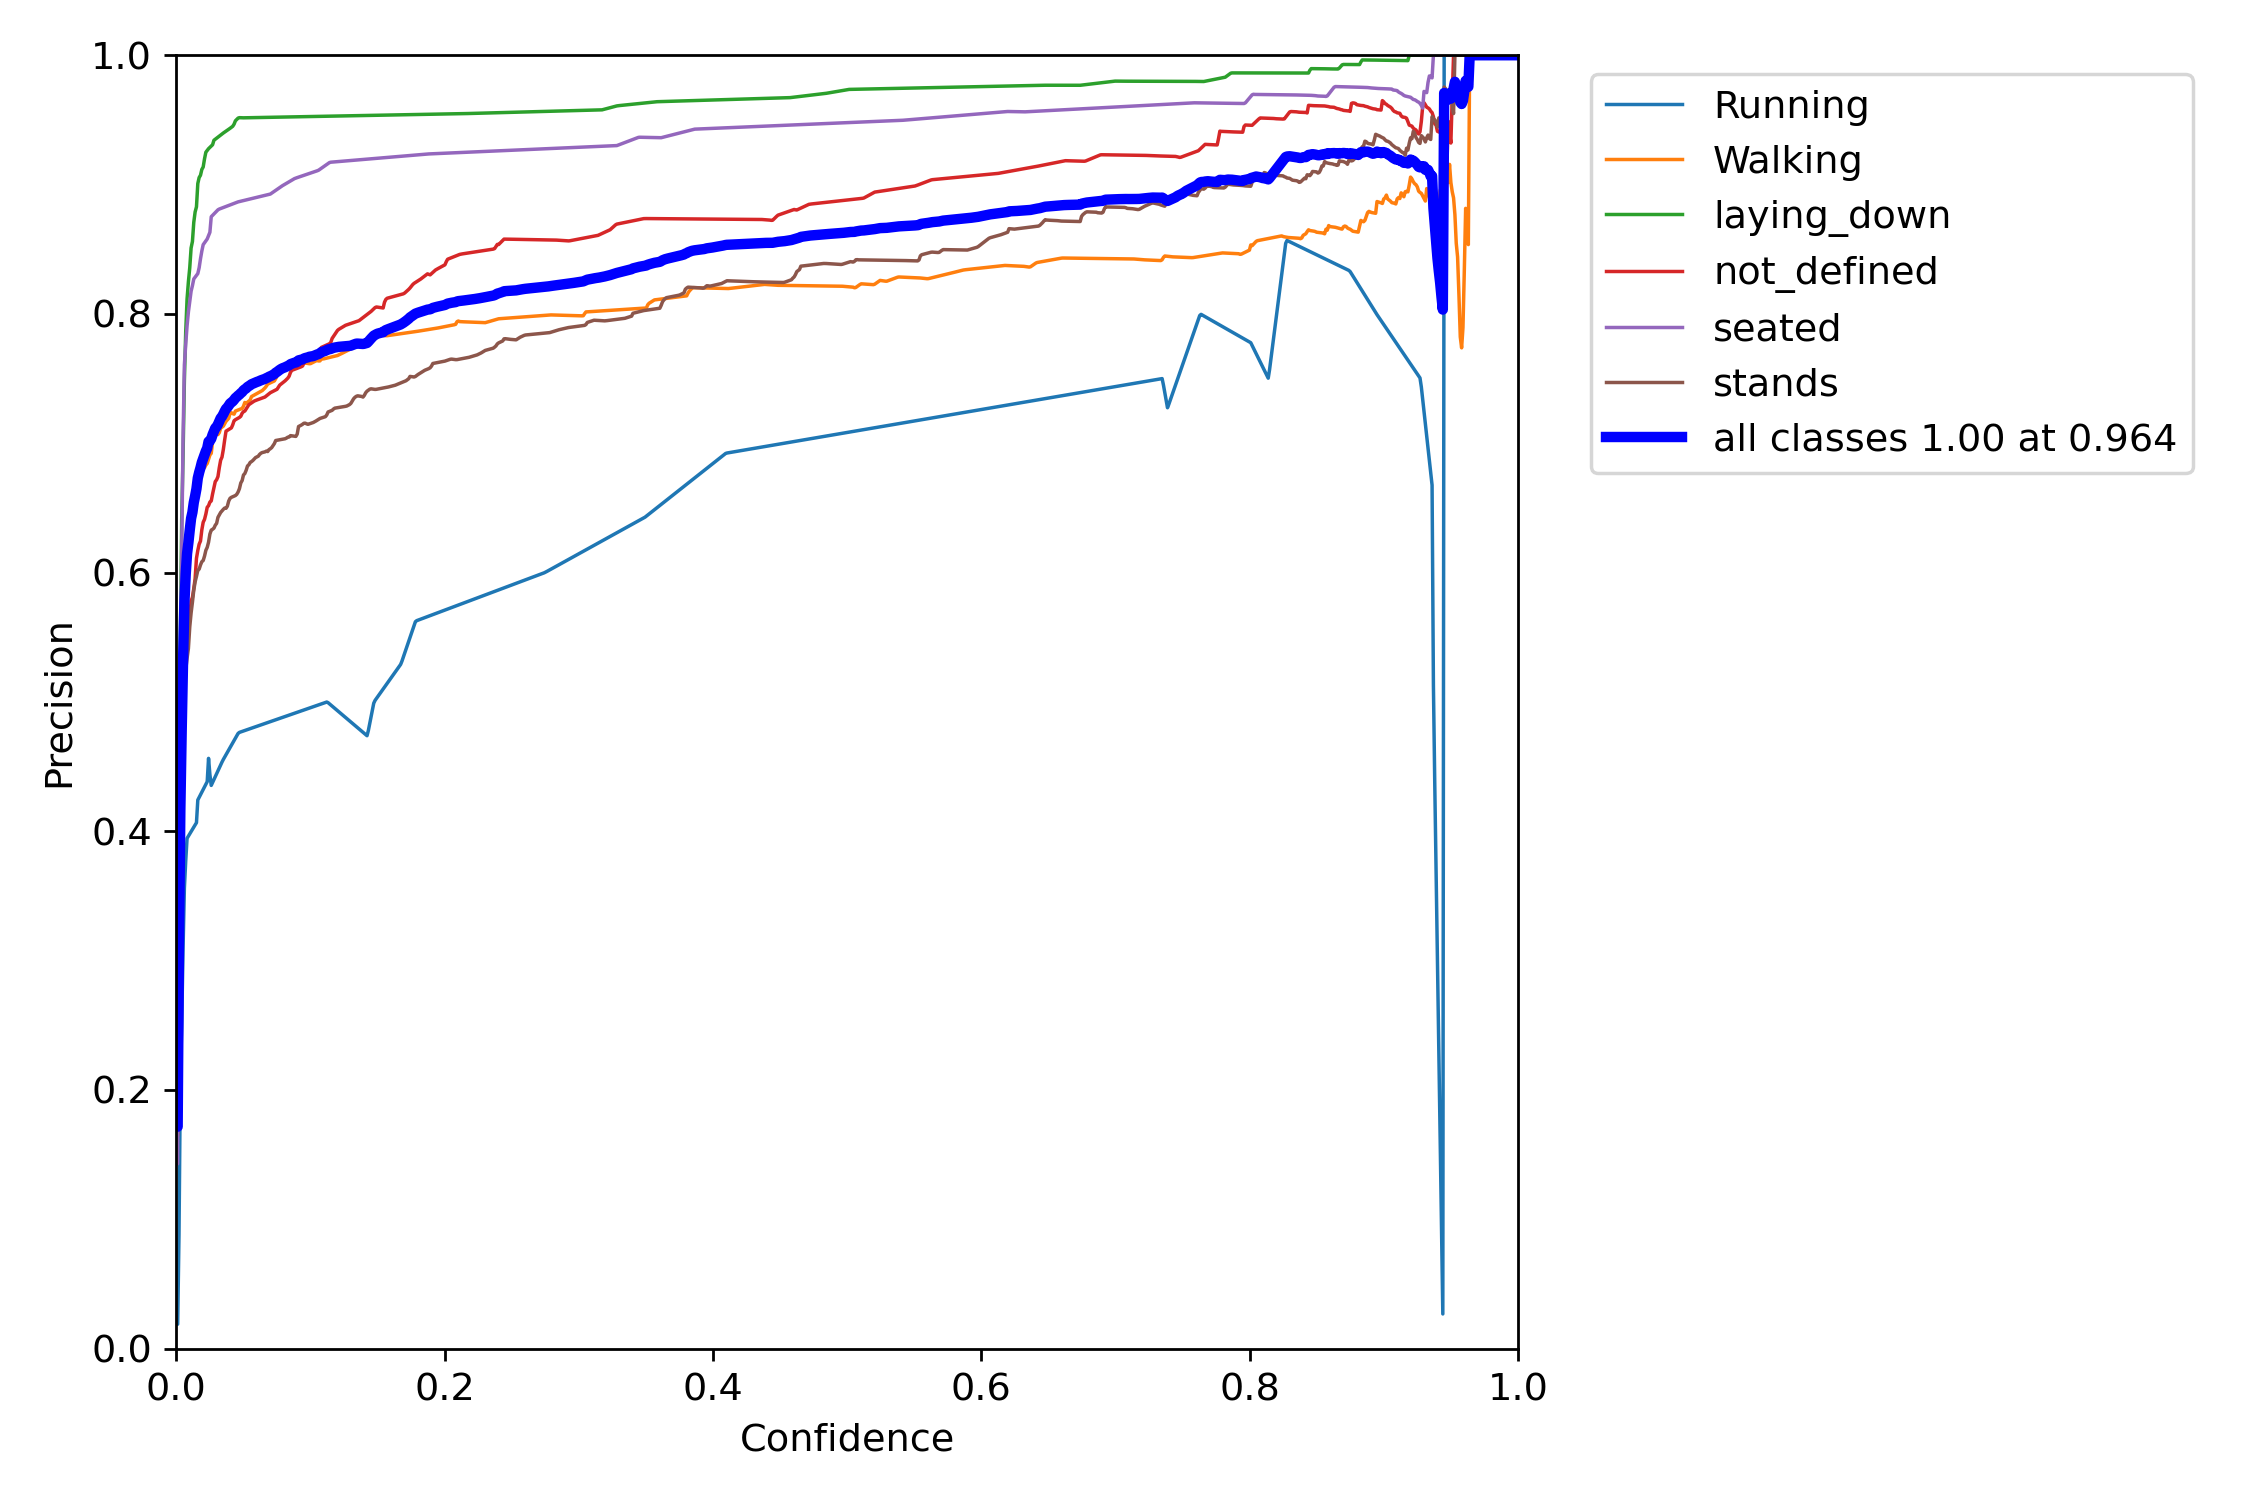 1.0
0.8
0.6
0.4
0.2
0.0
0.0 0.2 0.4 0.6 0.8 1.0
Precision
Confidence
Running
Walking
laying_down
not_defined
seated
stands
all classes 1.00 at 0.964